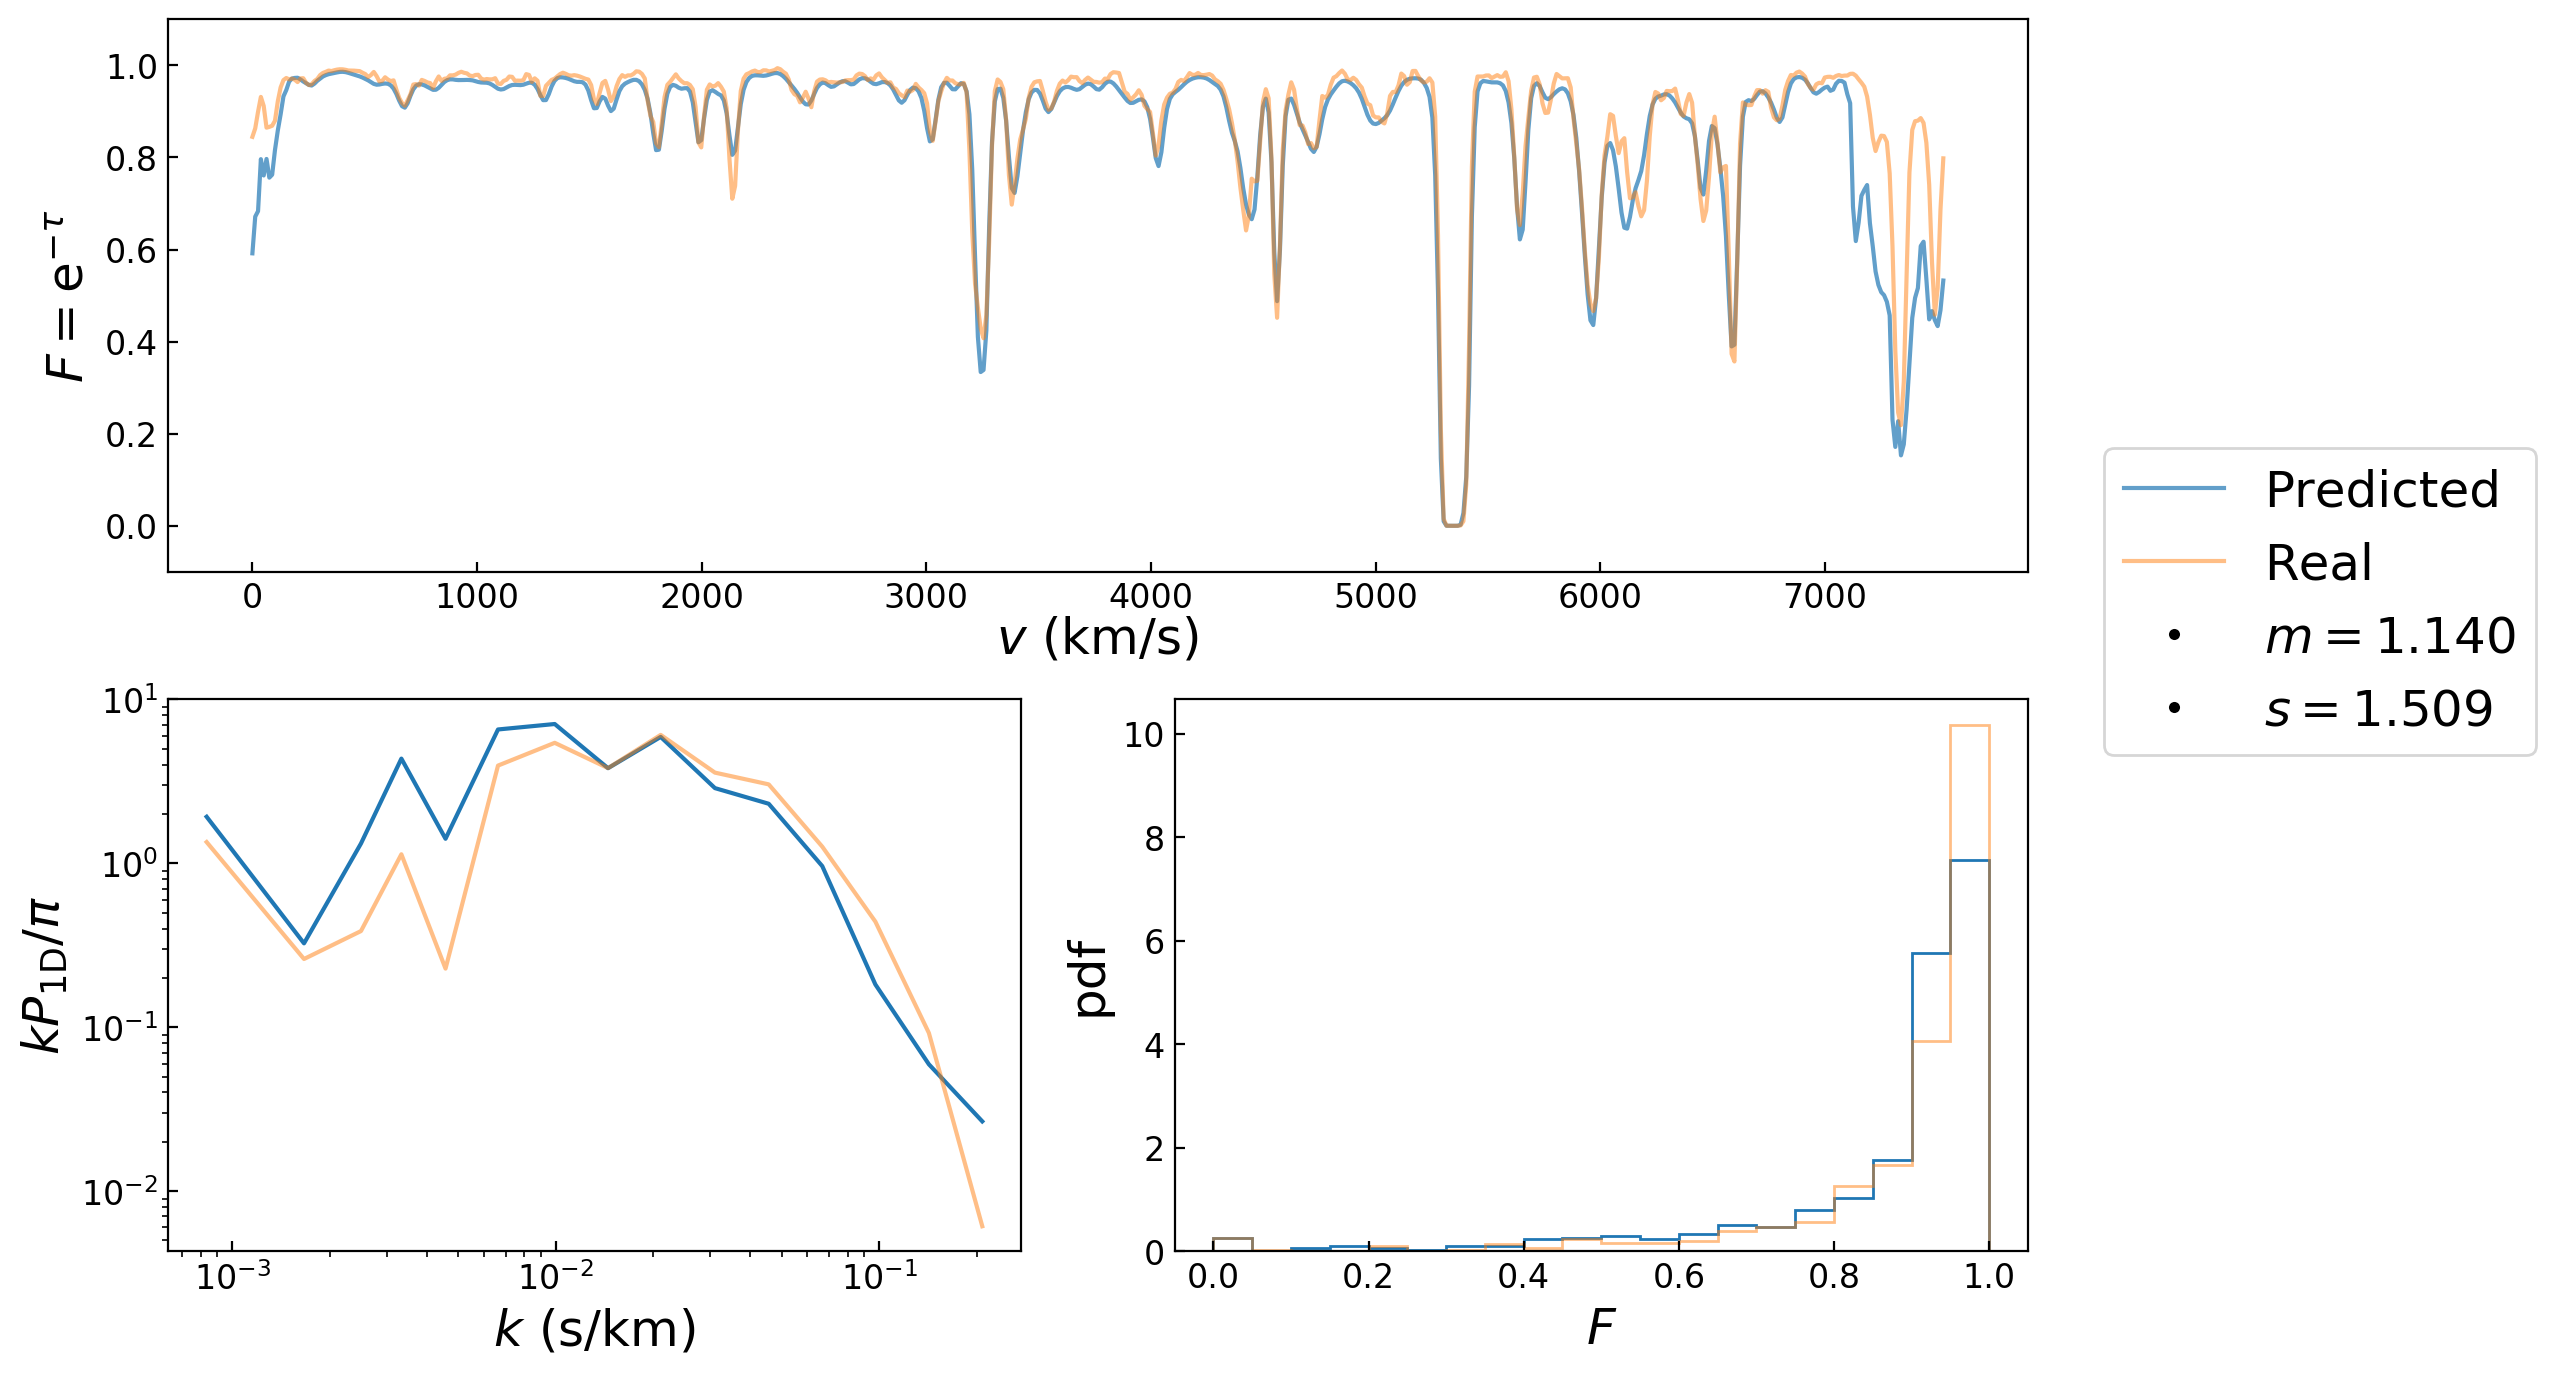 F = e^{-τ}
1.0
0.8
0.6
0.4
0.2
0.0
0 1000 2000 3000 4000 5000 6000 7000
v (km/s)
Predicted
Real
m = 1.140
s = 1.509
kP_{1D}/π
10^1
10^0
10^{-1}
10^{-2}
10^{-3} 10^{-2} 10^{-1}
k (s/km)
pdf
10
8
6
4
2
0
0.0 0.2 0.4 0.6 0.8 1.0
F